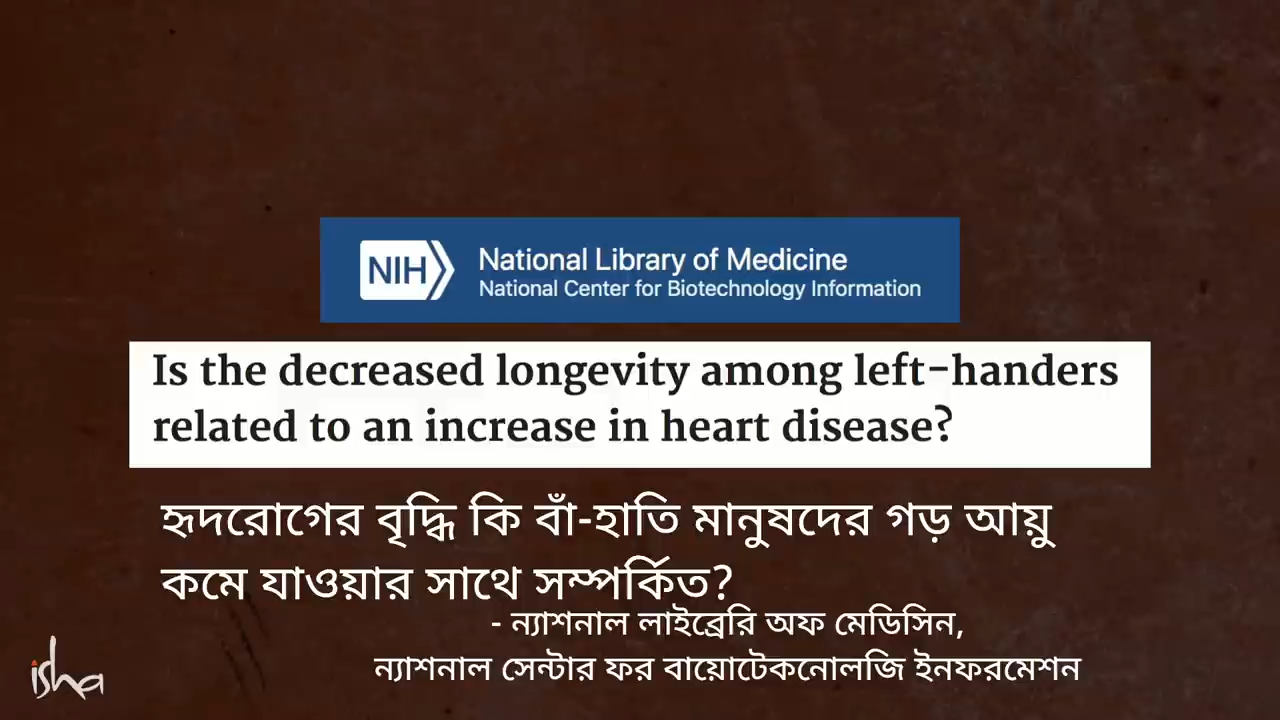 NIH
National Library of Medicine
National Center for Biotechnology Information
Is the decreased longevity among left-handers
related to an increase in heart disease?
হৃদরোগের বৃদ্ধি কি বাঁ-হাতি মানুষদের গড় আয়ু
কমে যাওয়ার সাথে সম্পর্কিত?
- ন্যাশনাল লাইব্রেরি অফ মেডিসিন,
ন্যাশনাল সেন্টার ফর বায়োটেকনোলজি ইনফরমেশন
isha